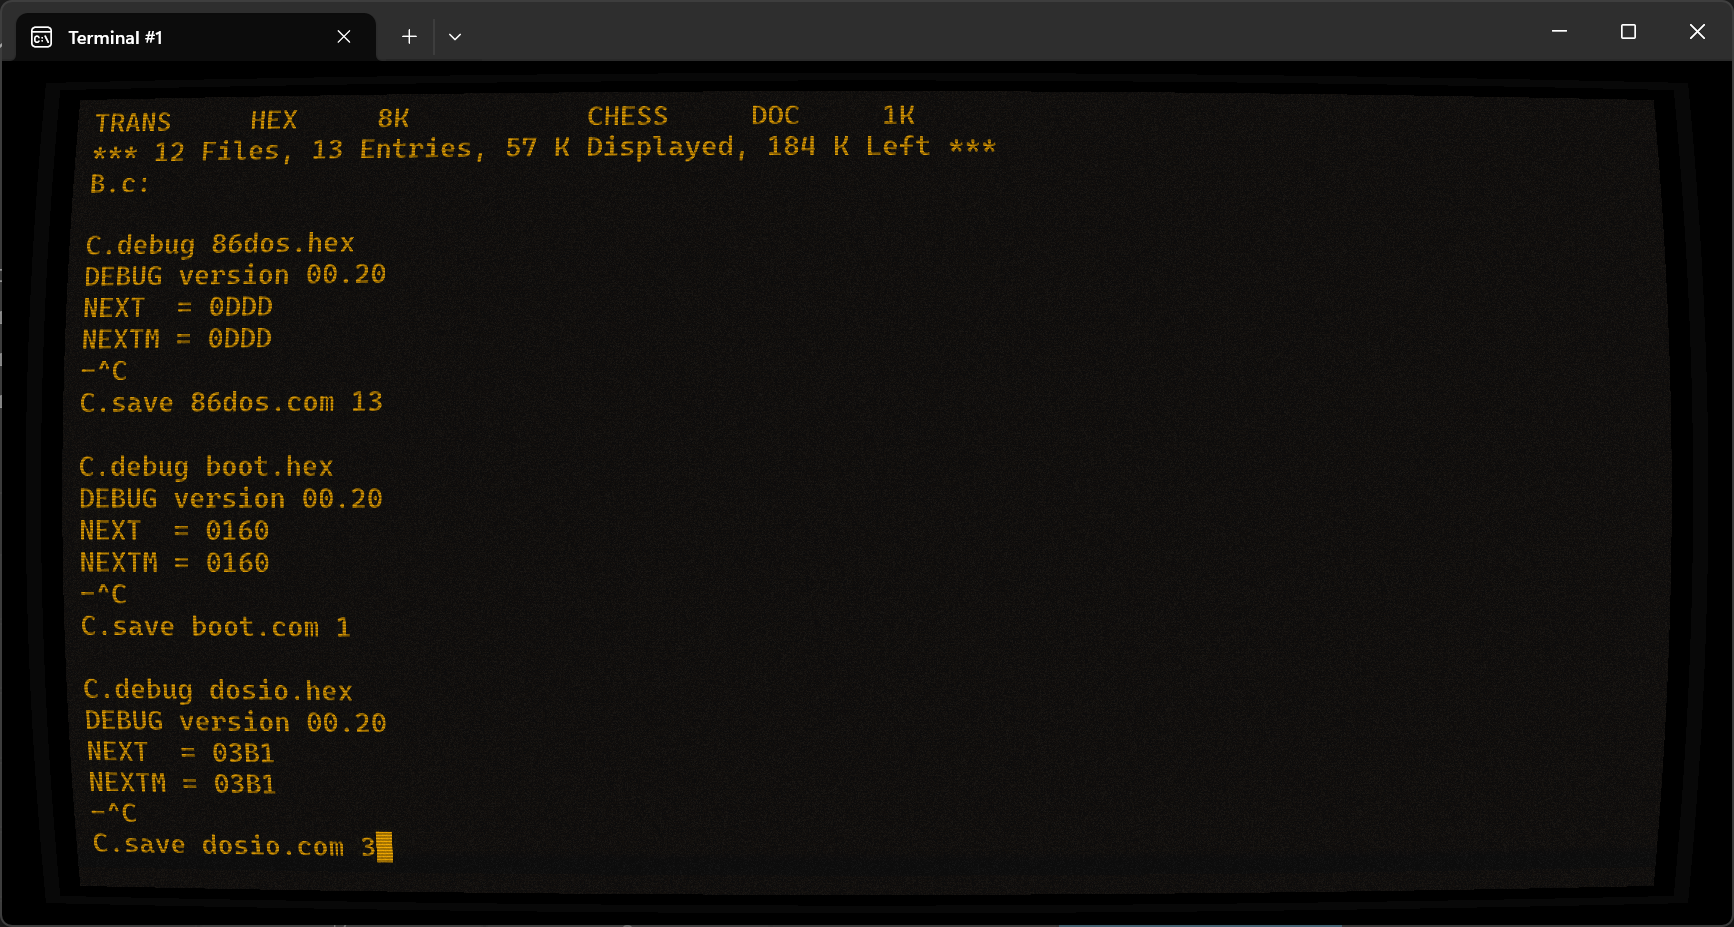 Terminal #1
TRANS     HEX     8K           CHESS     DOC     1K
*** 12 Files, 13 Entries, 57 K Displayed, 184 K Left ***
B.c:
C.debug 86dos.hex
DEBUG version 00.20
NEXT  = 0DDD
NEXTM = 0DDD
-^C
C.save 86dos.com 13
C.debug boot.hex
DEBUG version 00.20
NEXT  = 0160
NEXTM = 0160
-^C
C.save boot.com 1
C.debug dosio.hex
DEBUG version 00.20
NEXT  = 03B1
NEXTM = 03B1
-^C
C.save dosio.com 3